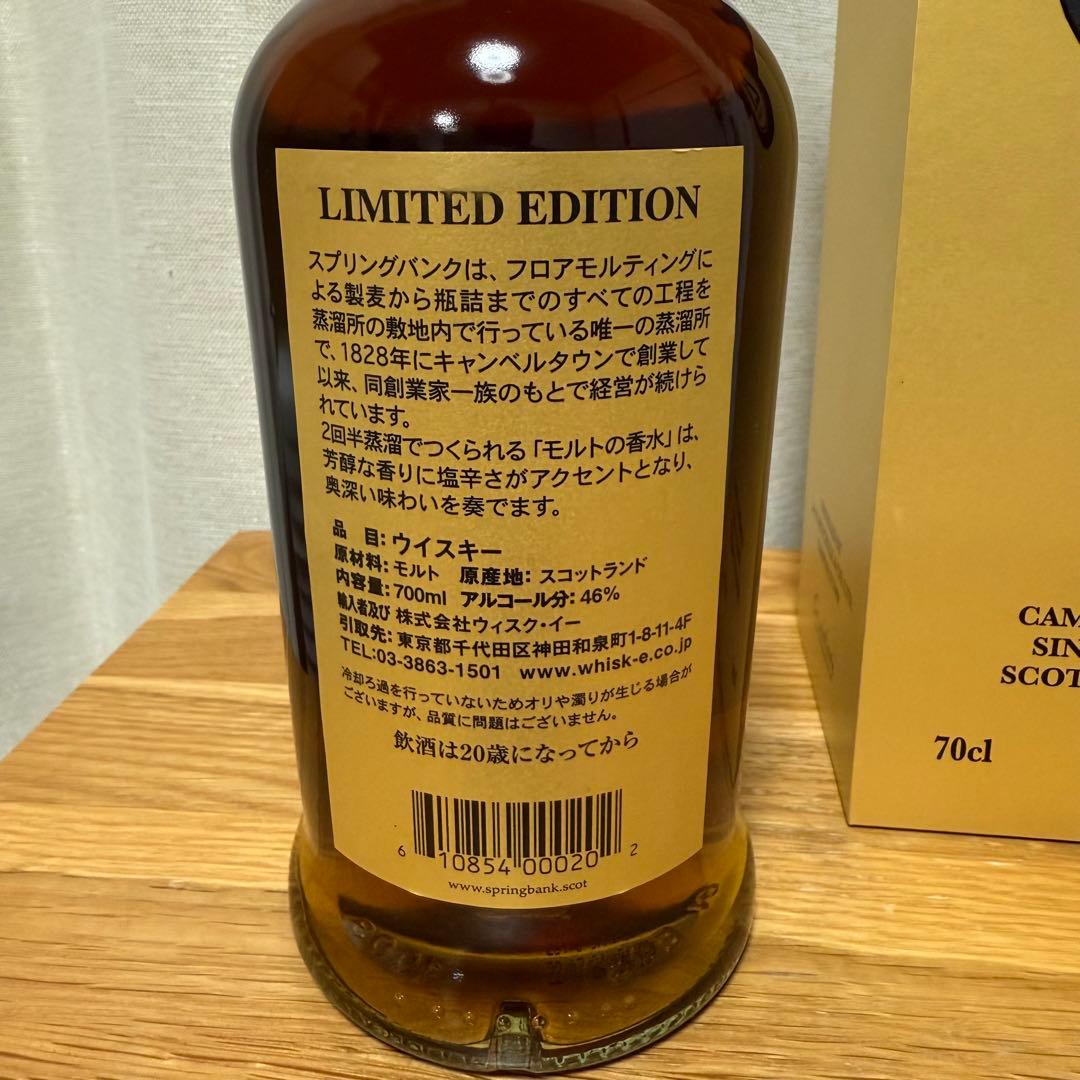 LIMITED EDITION
スプリングバンクは、フロアモルティングに
よる製麦から瓶詰までのすべての工程を
蒸溜所の敷地内で行っている唯一の蒸溜所
で、1828年にキャンベルタウンで創業して
以来、同創業家一族のもとで経営が続けら
れています。
2回半蒸溜でつくられる「モルトの香水」は、
芳醇な香りに塩辛さがアクセントとなり、
奥深い味わいを奏でます。
品 目: ウイスキー
原材料: モルト 原産地: スコットランド
内容量: 700ml アルコール分: 46%
輸入者及び 株式会社ウィスク・イー
引取先: 東京都千代田区神田和泉町1-8-11-4F
TEL:03-3863-1501 www.whisk-e.co.jp
冷却ろ過を行っていないためオリや濁りが生じる場合が
ございますが、品質に問題はございません。
飲酒は20歳になってから
6 10854 00020 2
www.springbank.scot
CAM
SIN
SCOT
70cl